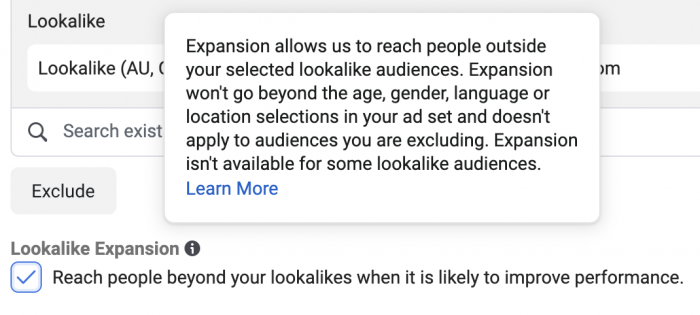 Lookalike
Expansion allows us to reach people outside
your selected lookalike audiences. Expansion
won't go beyond the age, gender, language or
location selections in your ad set and doesn't
apply to audiences you are excluding. Expansion
isn't available for some lookalike audiences.
Learn More
Lookalike (AU,
Search exist
Exclude
Lookalike Expansion
Reach people beyond your lookalikes when it is likely to improve performance.